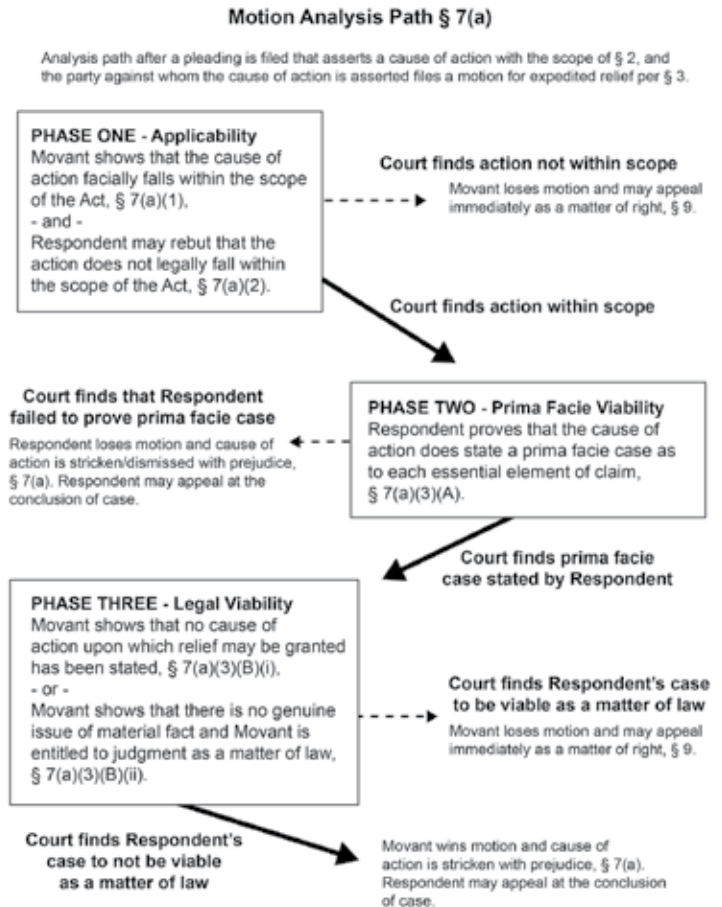 Motion Analysis Path § 7(a)
Analysis path after a pleading is filed that asserts a cause of action with the scope of § 2, and
the party against whom the cause of action is asserted files a motion for expedited relief per § 3.
PHASE ONE - Applicability
Movant shows that the cause of
action facially falls within the scope
of the Act, § 7(a)(1),
- and -
Respondent may rebut that the
action does not legally fall within
the scope of the Act, § 7(a)(2).
Court finds action not within scope
Movant loses motion and may appeal
immediately as a matter of right, § 9.
Court finds action within scope
Court finds that Respondent
failed to prove prima facie case
Respondent loses motion and cause of
action is stricken/dismissed with prejudice,
§ 7(a). Respondent may appeal at the
conclusion of case.
PHASE TWO - Prima Facie Viability
Respondent proves that the cause of
action does state a prima facie case as
to each essential element of claim,
§ 7(a)(3)(A).
Court finds prima facie
case stated by Respondent
PHASE THREE - Legal Viability
Movant shows that no cause of
action upon which relief may be granted
has been stated, § 7(a)(3)(B)(i),
- or -
Movant shows that there is no genuine
issue of material fact and Movant is
entitled to judgment as a matter of law,
§ 7(a)(3)(B)(ii).
Court finds Respondent's case
to be viable as a matter of law
Movant loses motion and may appeal
immediately as a matter of right, § 9.
Court finds Respondent's
case to not be viable
as a matter of law
Movant wins motion and cause of
action is stricken with prejudice, § 7(a).
Respondent may appeal at the conclusion
of case.